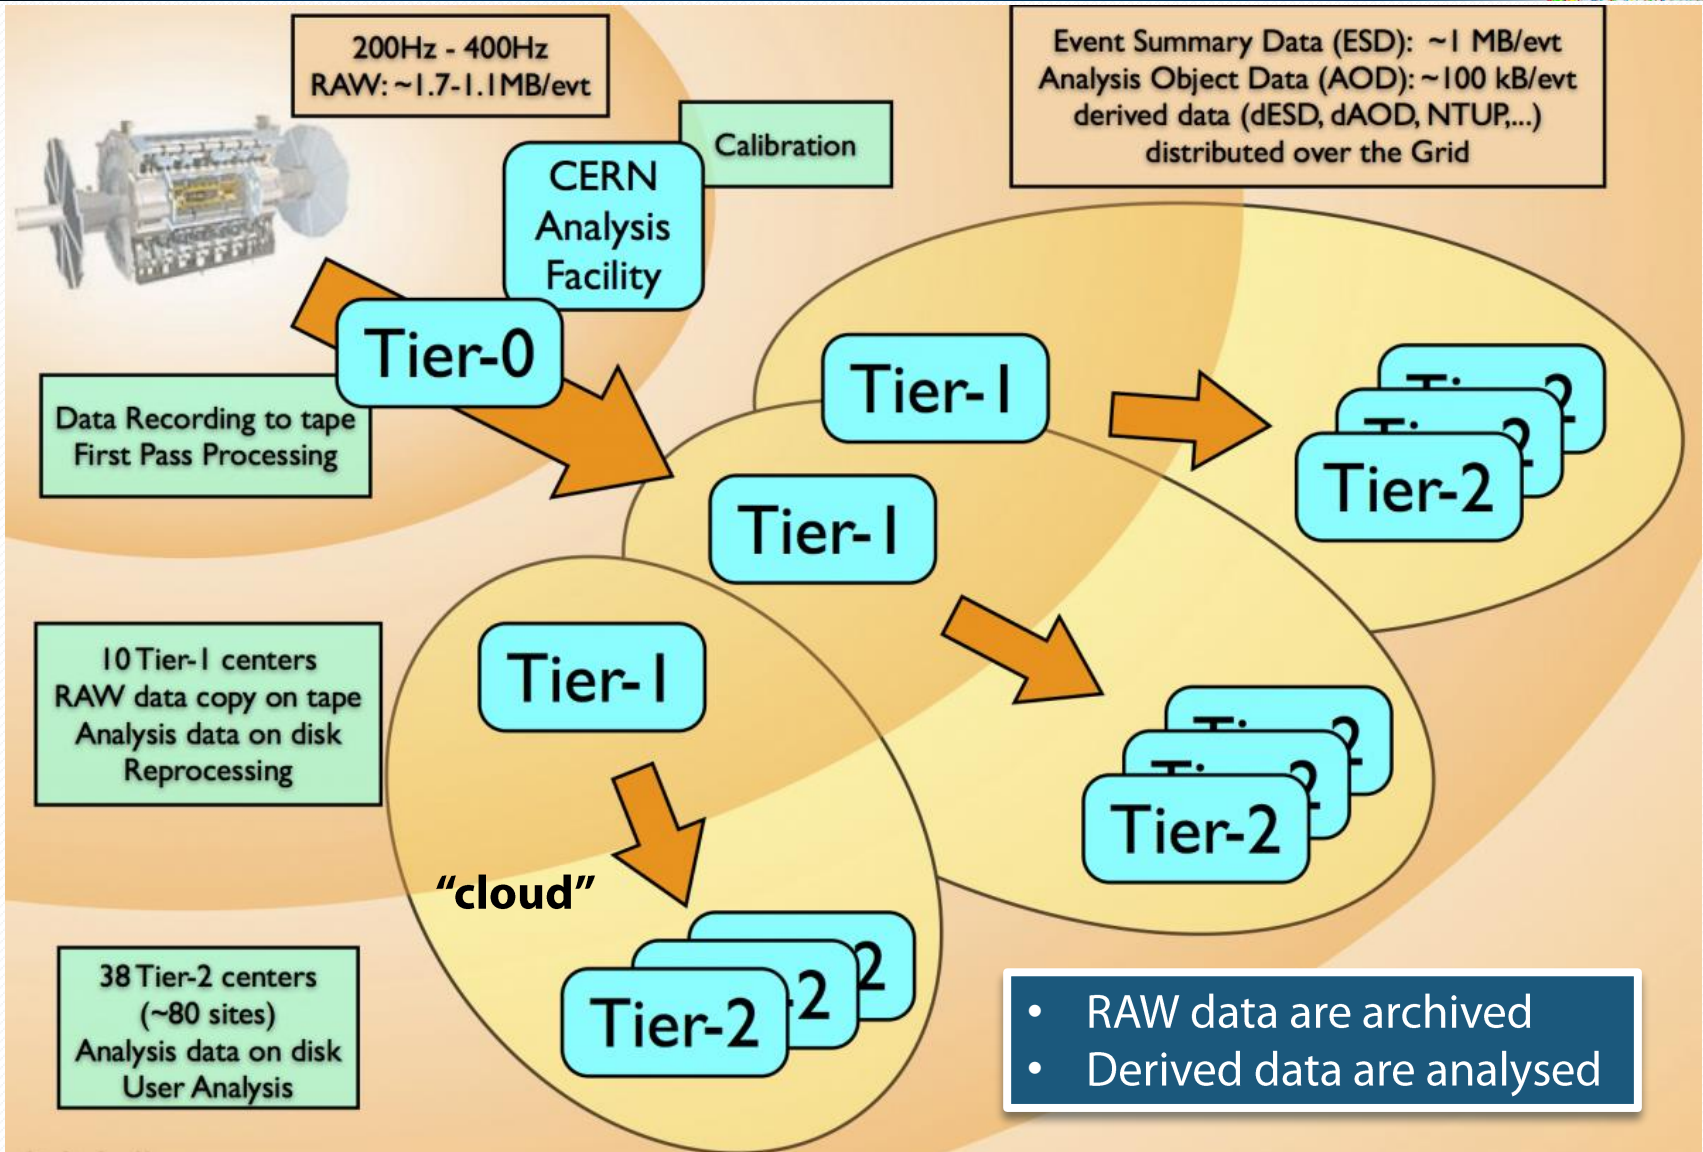 200Hz - 400Hz
RAW: ~1.7-1.1MB/evt
Event Summary Data (ESD): ~1 MB/evt
Analysis Object Data (AOD): ~100 kB/evt
derived data (dESD, dAOD, NTUP,...)
distributed over the Grid
Calibration
CERN
Analysis
Facility
Tier-0
Data Recording to tape
First Pass Processing
Tier-1
Tier-2
Tier-1
10 Tier-1 centers
RAW data copy on tape
Analysis data on disk
Reprocessing
Tier-1
Tier-2
"cloud"
38 Tier-2 centers
(~80 sites)
Analysis data on disk
User Analysis
2
-2
Tier-2
• RAW data are archived
• Derived data are analysed